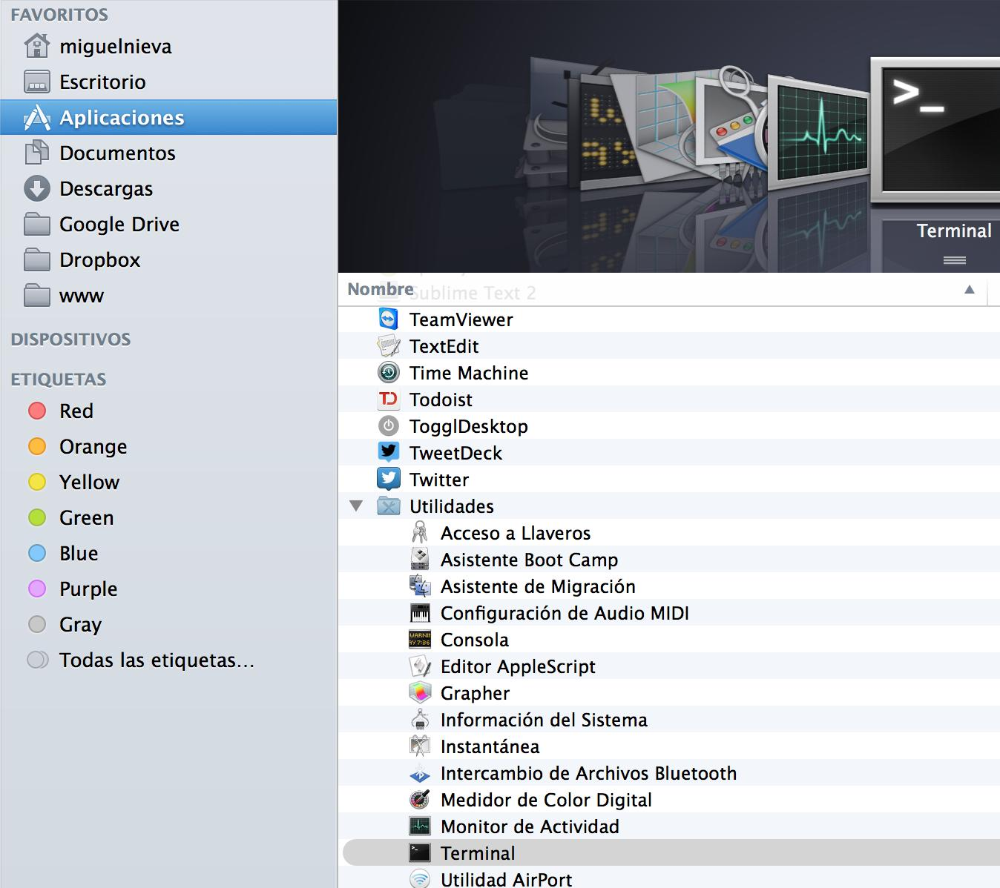 FAVORITOS
miguelnieva
Escritorio
Aplicaciones
Documentos
Descargas
Google Drive
Dropbox
www
DISPOSITIVOS
ETIQUETAS
Red
Orange
Yellow
Green
Blue
Purple
Gray
Todas las etiquetas...
>_
Terminal
Nombre
Sublime Text 2
TeamViewer
TextEdit
Time Machine
Todoist
TogglDesktop
TweetDeck
Twitter
Utilidades
Acceso a Llaveros
Asistente Boot Camp
Asistente de Migración
Configuración de Audio MIDI
Consola
Editor AppleScript
Grapher
Información del Sistema
Instantánea
Intercambio de Archivos Bluetooth
Medidor de Color Digital
Monitor de Actividad
Terminal
Utilidad AirPort